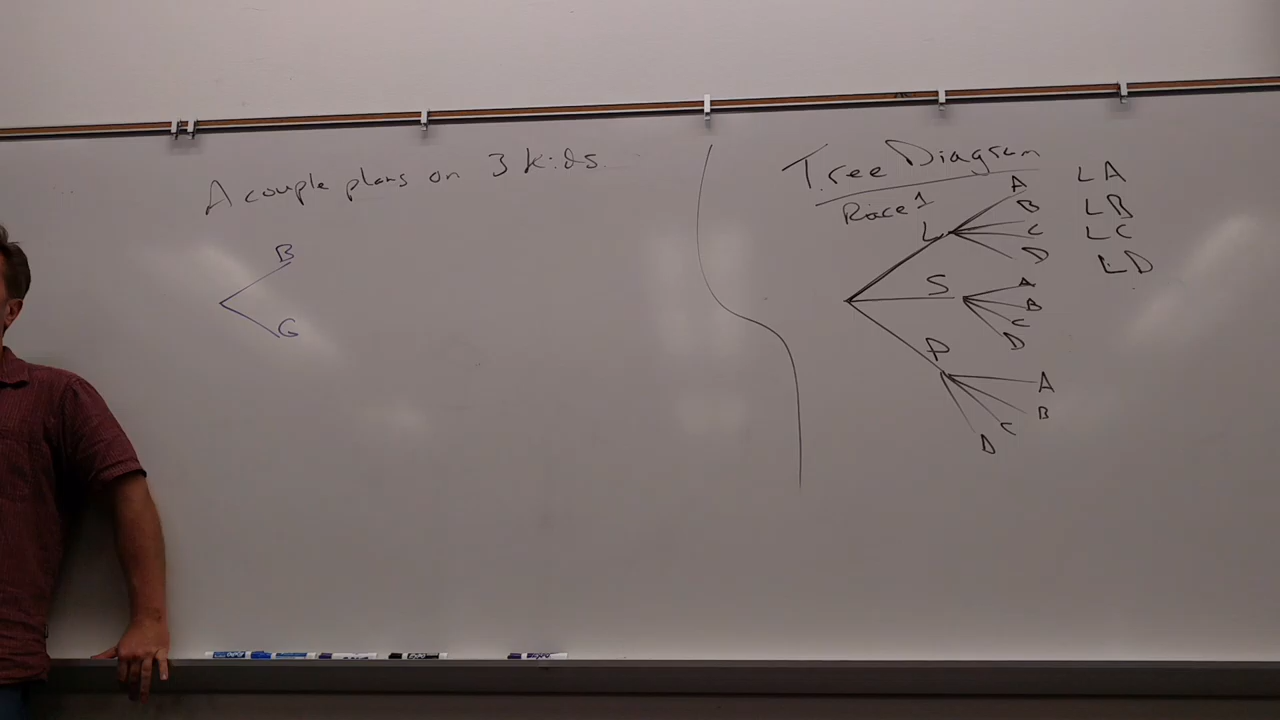 A couple plans on 3 kids
B
G
Tree Diagram
Race 1
L
A
B
C
D
LA
LB
LC
LD
S
A
B
C
D
P
A
B
C
D